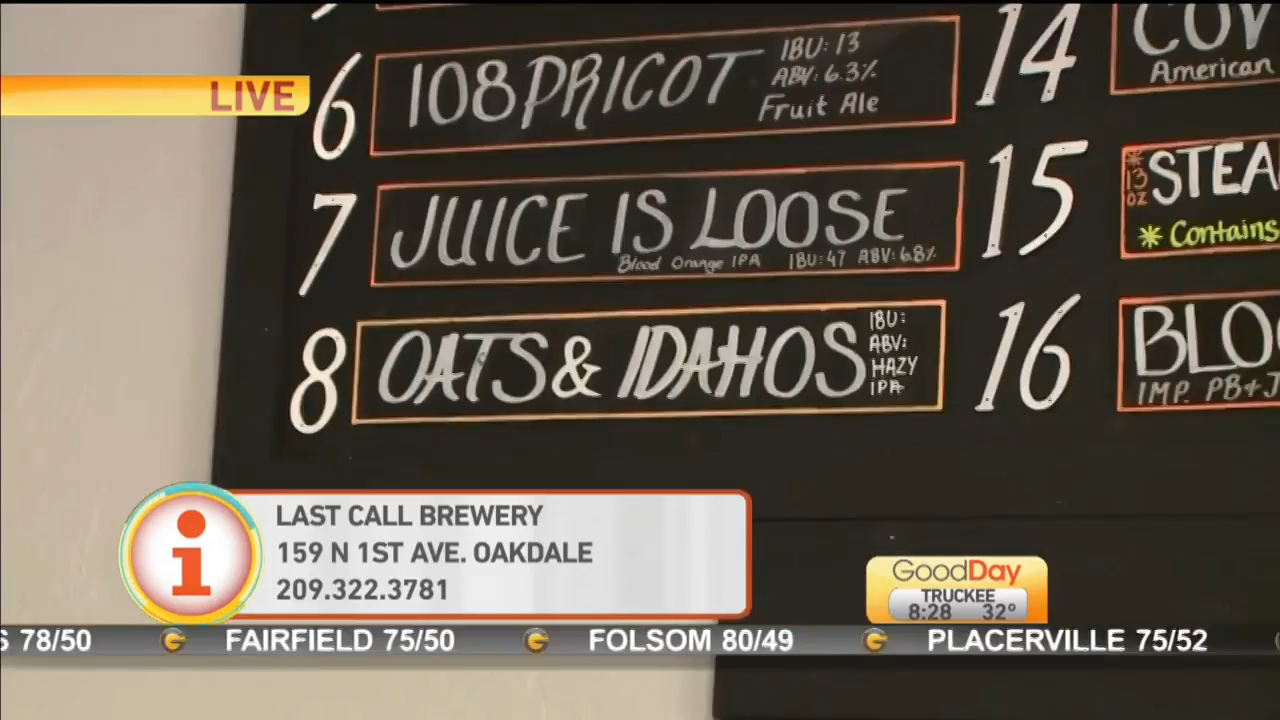 LIVE
6
108PRICOT
IBU: 13
ABV: 6.3%
Fruit Ale
7
JUICE IS LOOSE
Blood Orange IPA IBU:47 ABV:6.8%
8
OATS & IDAHOS
IBU:
ABV:
HAZY
IPA
14
COV
American
15
* 13 OZ
STEA
* Contains
16
BLO
IMP. PB+J
LAST CALL BREWERY
159 N 1ST AVE. OAKDALE
209.322.3781
GoodDay
TRUCKEE
8:28 32°
S 78/50 FAIRFIELD 75/50 FOLSOM 80/49 PLACERVILLE 75/52